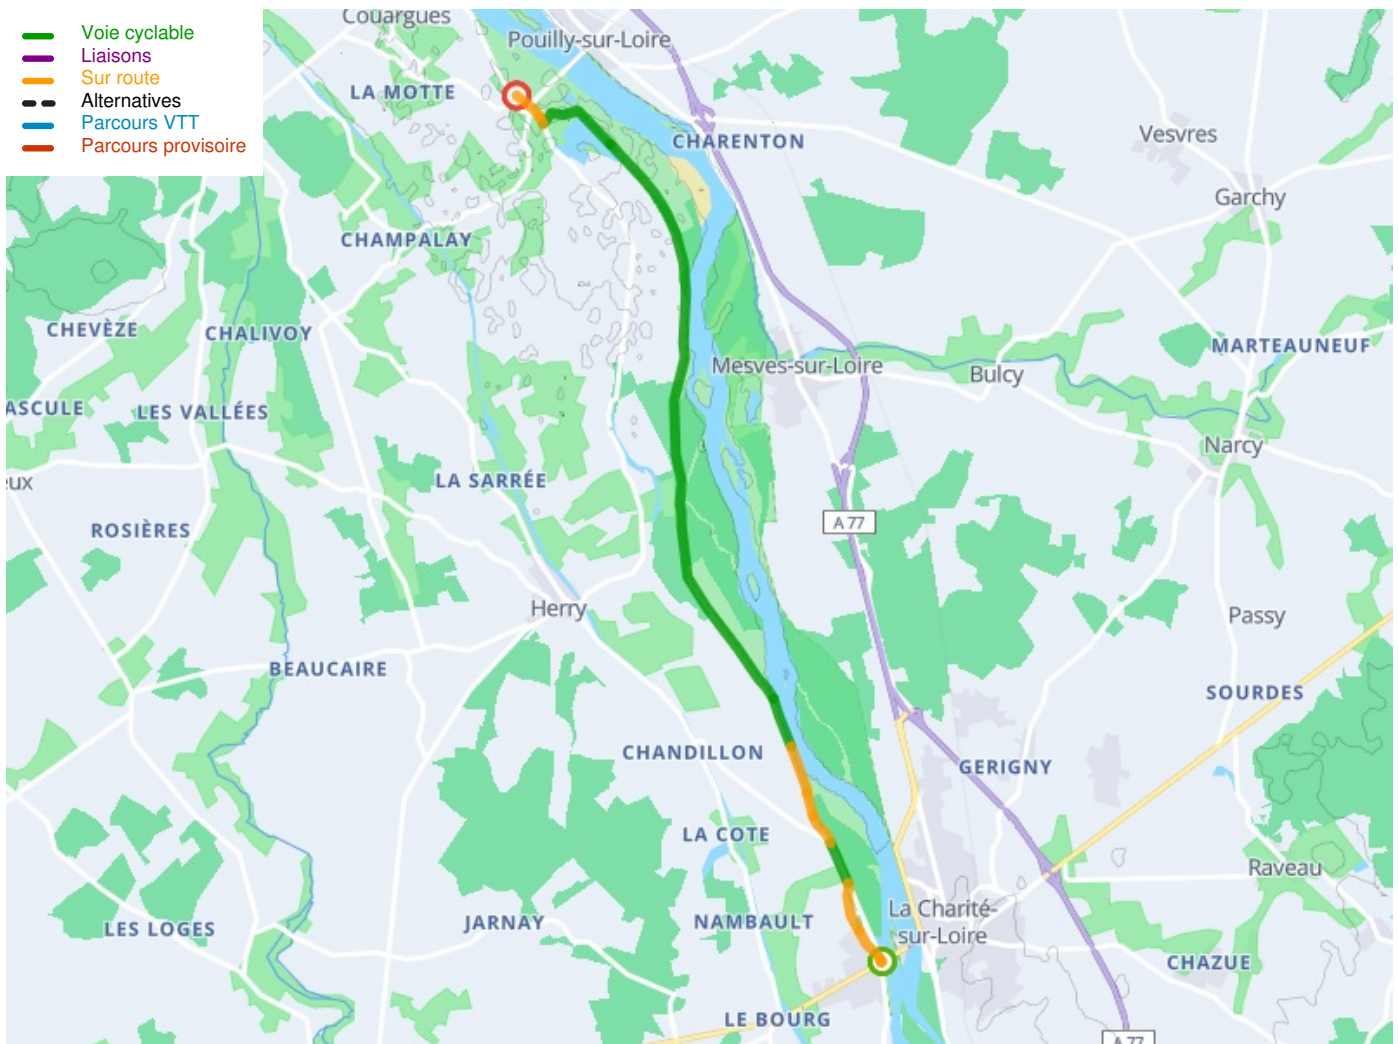 Voie cyclable
Liaisons
Sur route
Alternatives
Parcours VTT
Parcours provisoire
Couargues
Pouilly-sur-Loire
LA MOTTE
CHARENTON
Vesvres
Garchy
CHAMPALAY
CHEVÈZE
CHALIVOY
MARTEAUNEUF
Mesves-sur-Loire
Bulcy
ASCULE
LES VALLÉES
Narcy
eux
LA SARRÉE
ROSIÈRES
A 77
Herry
Passy
BEAUCAIRE
SOURDES
CHANDILLON
GERIGNY
LA COTE
Raveau
La Charité-
sur-Loire
LES LOGES
JARNAY
NAMBAULT
CHAZUE
LE BOURG
A 77